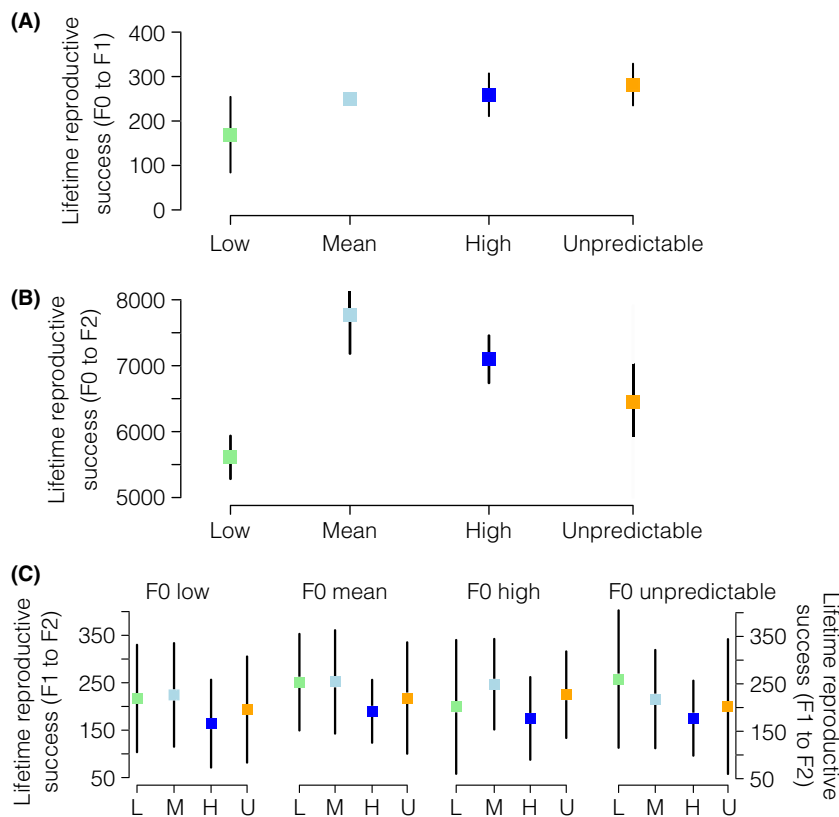 (A)
Lifetime reproductive
success (F0 to F1)
400
300
200
100
0
Low Mean High Unpredictable
(B)
Lifetime reproductive
success (F0 to F2)
8000
7000
6000
5000
Low Mean High Unpredictable
(C)
F0 low F0 mean F0 high F0 unpredictable
Lifetime reproductive
success (F1 to F2)
350
250
150
50
L M H U L M H U L M H U L M H U
350
250
150
50
Lifetime reproductive
success (F1 to F2)